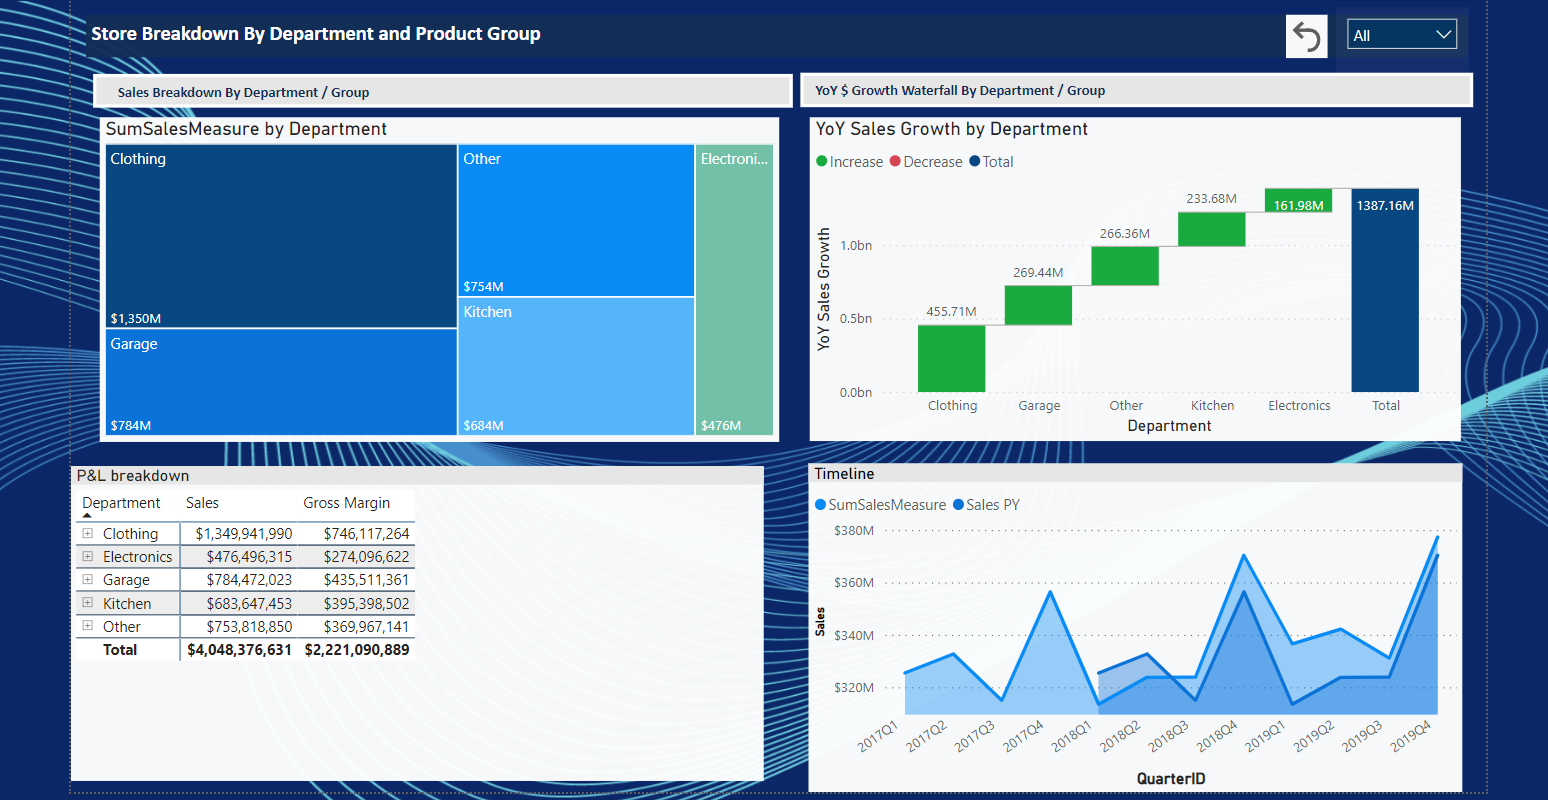 Store Breakdown By Department and Product Group
All
Sales Breakdown By Department / Group
SumSalesMeasure by Department
Clothing
$1,350M
Garage
$784M
Other
$754M
Kitchen
$684M
Electroni...
$476M
YoY $ Growth Waterfall By Department / Group
YoY Sales Growth by Department
Increase Decrease Total
YoY Sales Growth
1.0bn
0.5bn
0.0bn
455.71M
269.44M
266.36M
233.68M
161.98M
1387.16M
Clothing Garage Other Kitchen Electronics Total
Department
P&L breakdown
Department Sales Gross Margin
Clothing $1,349,941,990 $746,117,264
Electronics $476,496,315 $274,096,622
Garage $784,472,023 $435,511,361
Kitchen $683,647,453 $395,398,502
Other $753,818,850 $369,967,141
Total $4,048,376,631 $2,221,090,889
Timeline
SumSalesMeasure Sales PY
Sales
$380M
$360M
$340M
$320M
2017Q1 2017Q2 2017Q3 2017Q4 2018Q1 2018Q2 2018Q3 2018Q4 2019Q1 2019Q2 2019Q3 2019Q4
QuarterID